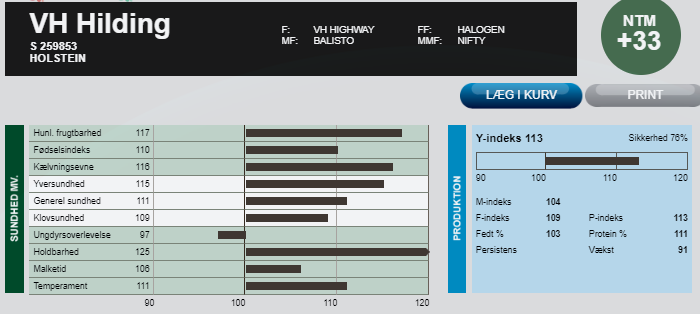 VH Hilding
S 259853
HOLSTEIN
F: VH HIGHWAY FF: HALOGEN
MF: BALISTO MMF: NIFTY
NTM
+33
LÆG I KURV PRINT
SUNDHED MV.
Hunl. frugtbarhed 117
Fødselsindeks 110
Kælvningsevne 116
Yversundhed 115
Generel sundhed 111
Klovsundhed 109
Ungdyrsoverlevelse 97
Holdbarhed 125
Malketid 106
Temperament 111
90 100 110 120
PRODUKTION
Y-indeks 113 Sikkerhed 76%
90 100 110 120
M-indeks 104
F-indeks 109 P-indeks 113
Fedt % 103 Protein % 111
Persistens Vækst 91